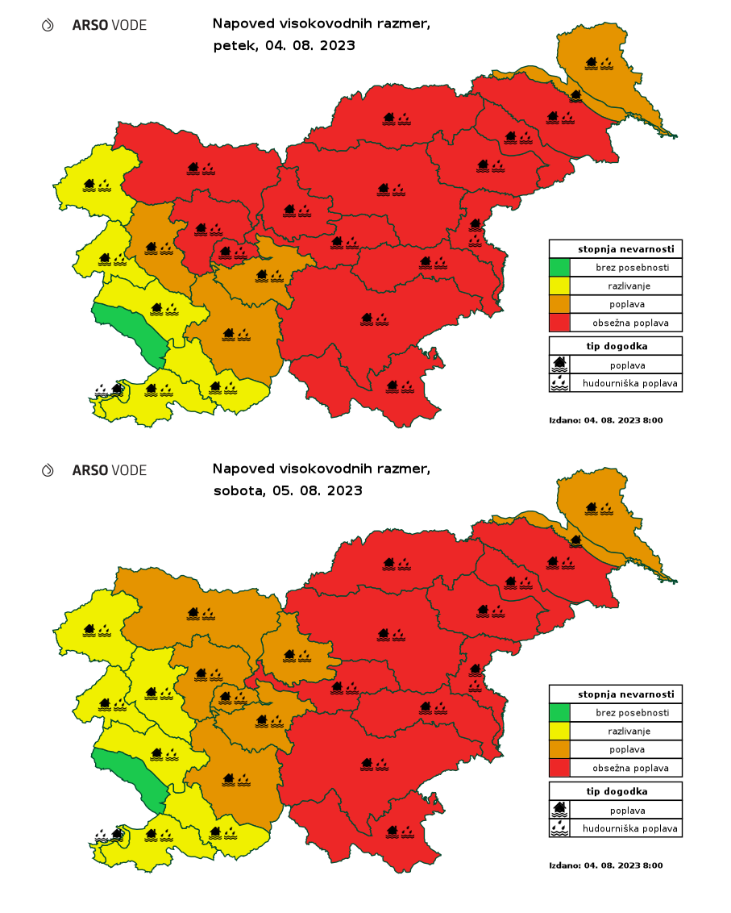 ARSO VODE
Napoved visokovodnih razmer,
petek, 04. 08. 2023
stopnja nevarnosti
brez posebnosti
razlivanje
poplava
obsežna poplava
tip dogodka
poplava
hudourniška poplava
Izdano: 04. 08. 2023 8:00
ARSO VODE
Napoved visokovodnih razmer,
sobota, 05. 08. 2023
stopnja nevarnosti
brez posebnosti
razlivanje
poplava
obsežna poplava
tip dogodka
poplava
hudourniška poplava
Izdano: 04. 08. 2023 8:00